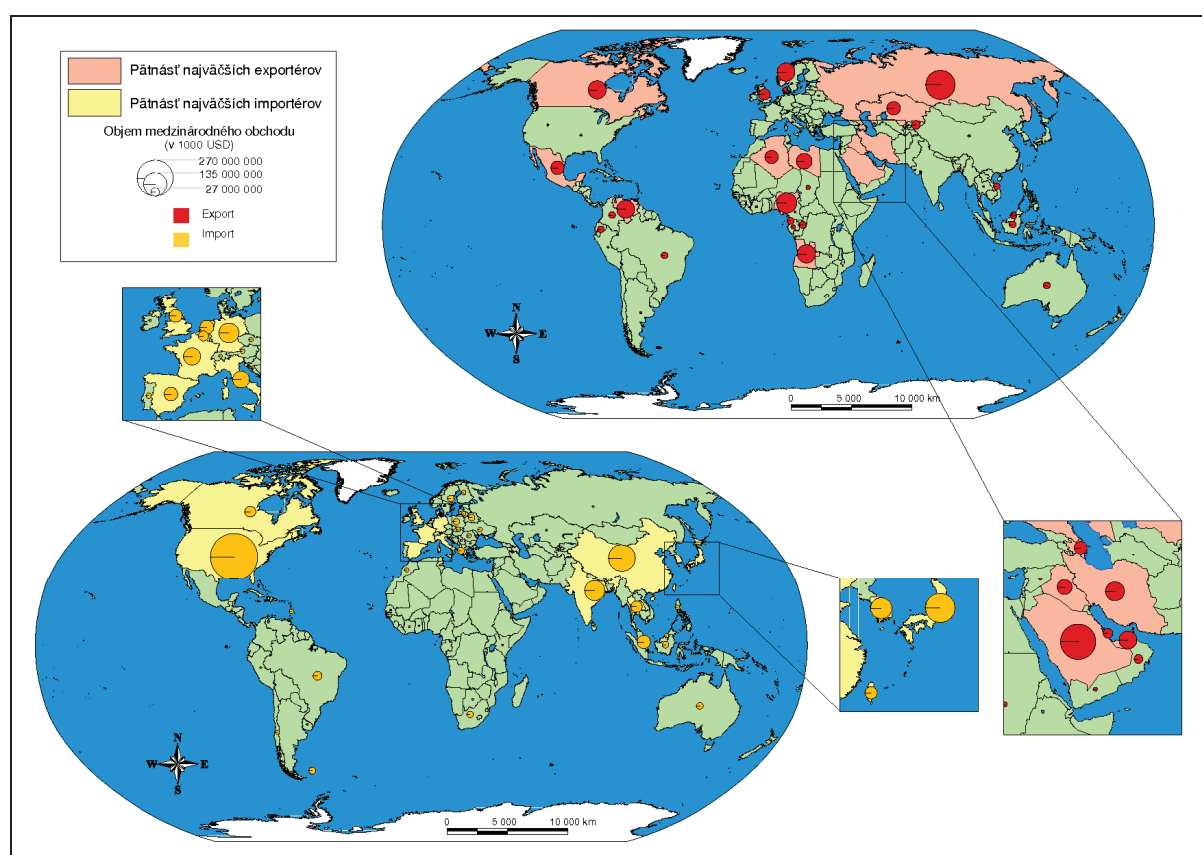 Pätnásť najväčších exportérov
Pätnásť najväčších importérov
Objem medzinárodného obchodu
(v 1000 USD)
270 000 000
135 000 000
27 000 000
Export
Import
N
W E
S
0 5 000 10 000 km
N
W E
S
0 5 000 10 000 km